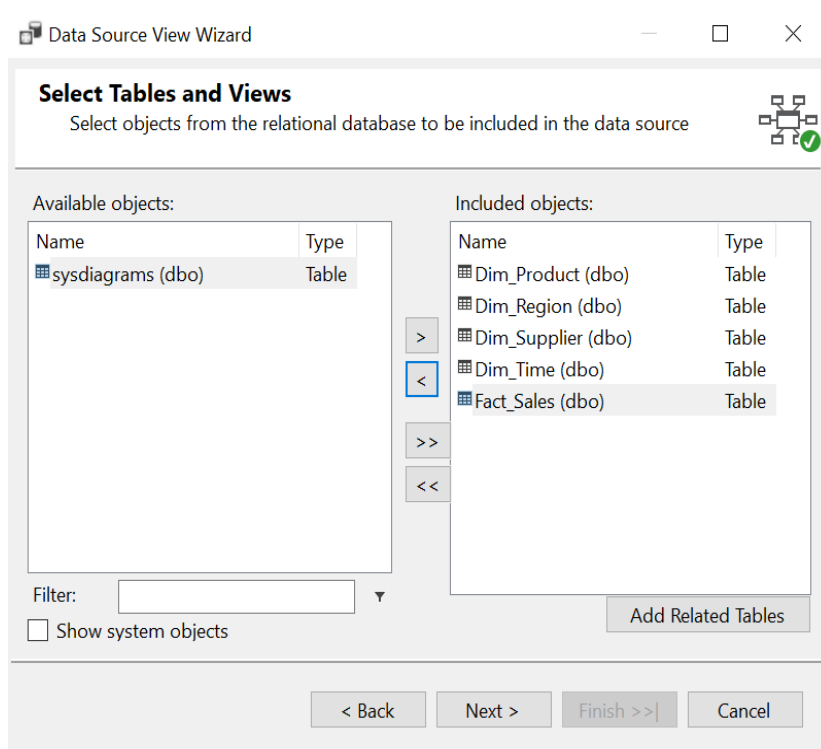 Data Source View Wizard
Select Tables and Views
Select objects from the relational database to be included in the data source
Available objects:
Name Type
sysdiagrams (dbo) Table
Filter:
Show system objects
>
<
>>
<<
Included objects:
Name Type
Dim_Product (dbo) Table
Dim_Region (dbo) Table
Dim_Supplier (dbo) Table
Dim_Time (dbo) Table
Fact_Sales (dbo) Table
Add Related Tables
< Back Next > Finish >>| Cancel